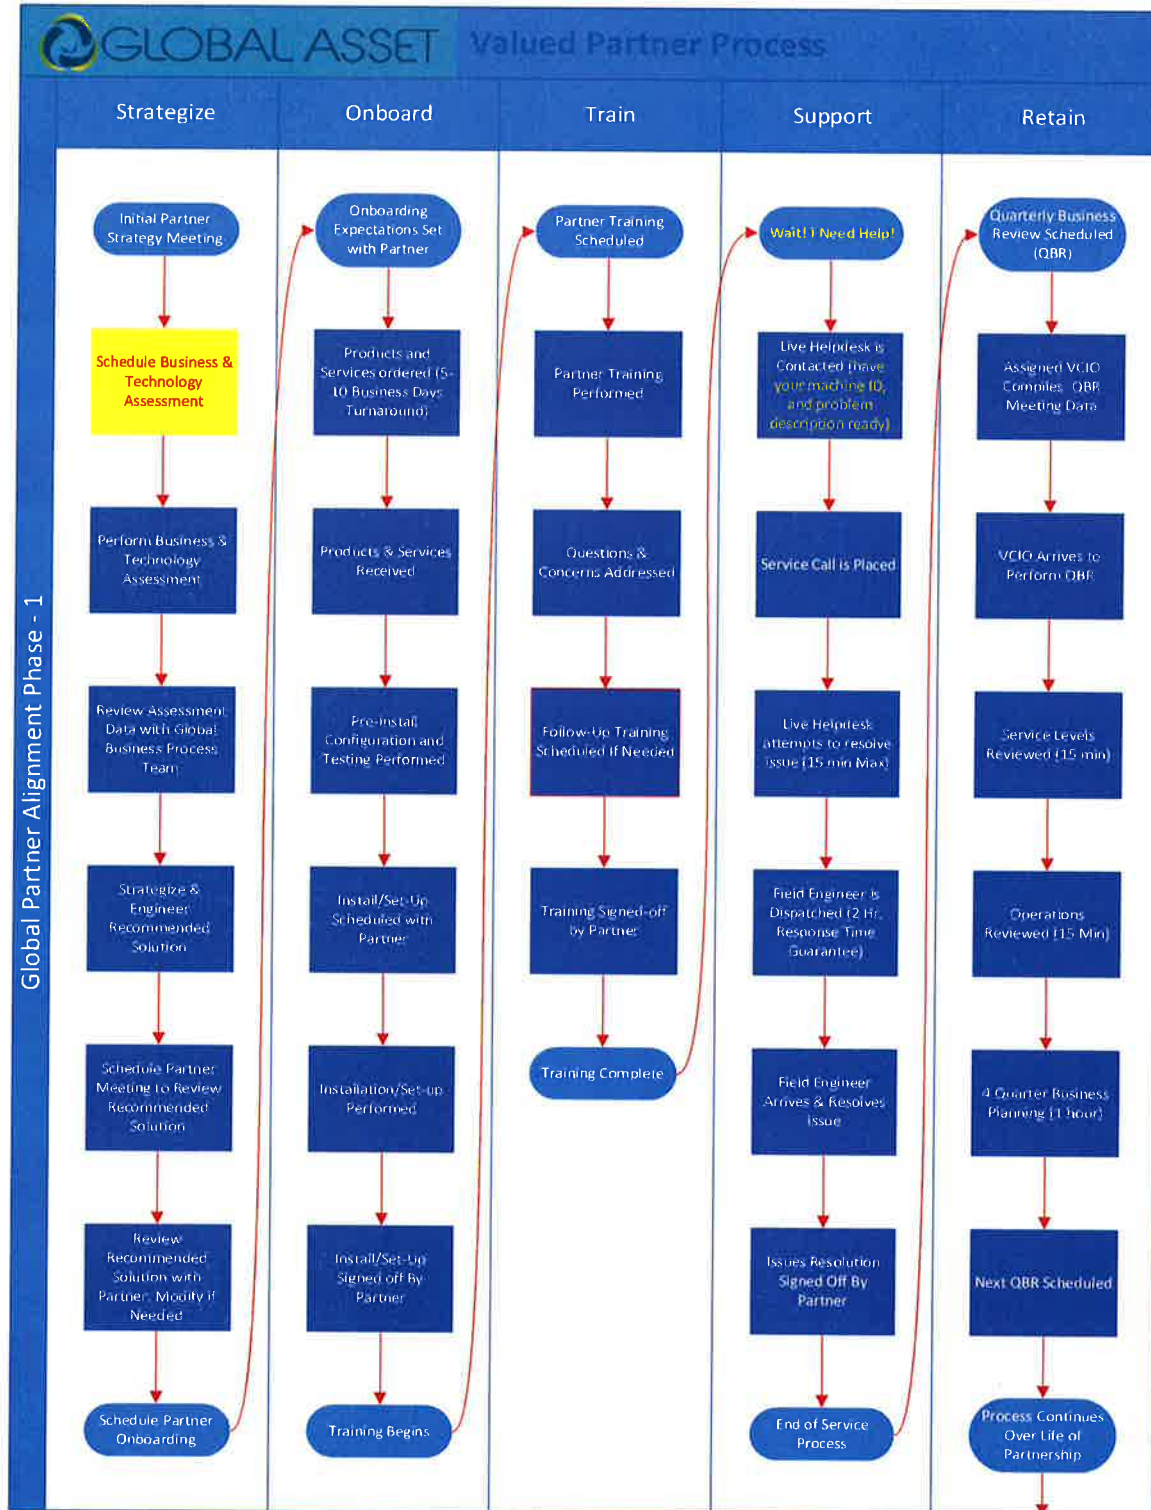 GLOBAL ASSET Valued Partner Process
Strategize
Onboard
Train
Support
Retain
Global Partner Alignment Phase - 1
Initial Partner
Strategy Meeting
Schedule Business &
Technology
Assessment
Perform Business &
Technology
Assessment
Review Assessment
Data with Global
Business Process
Team
Strategize &
Engineer
Recommended
Solution
Schedule Partner
Meeting to Review
Recommended
Solution
Review
Recommended
Solution with
Partner. Modify if
Needed
Schedule Partner
Onboarding
Onboarding
Expectations Set
with Partner
Products and
Services ordered (5-
10 Business Days
Turnaround)
Products & Services
Received
Pre-Install
Configuration and
Testing Performed
Install/Set-Up
Scheduled with
Partner
Installation/Set-up
Performed
Install/Set-Up
Signed off By
Partner
Training Begins
Partner Training
Scheduled
Partner Training
Performed
Questions &
Concerns Addressed
Follow-Up Training
Scheduled If Needed
Training Signed-off
by Partner
Training Complete
Wait! I Need Help!
Live Helpdesk is
Contacted (have
your machine ID,
and problem
description ready)
Service Call is Placed
Live Helpdesk
attempts to resolve
issue (15 min Max)
Field Engineer is
Dispatched (2 Hr.
Response Time
Guarantee)
Field Engineer
Arrives & Resolves
Issue
Issues Resolution
Signed Off By
Partner
End of Service
Process
Quarterly Business
Review Scheduled
(QBR)
Assigned VCIO
Compiles QBR
Meeting Data
VCIO Arrives to
Perform QBR
Service Levels
Reviewed (15 min)
Operations
Reviewed (15 Min)
4 Quarter Business
Planning (1 hour)
Next QBR Scheduled
Process Continues
Over Life of
Partnership